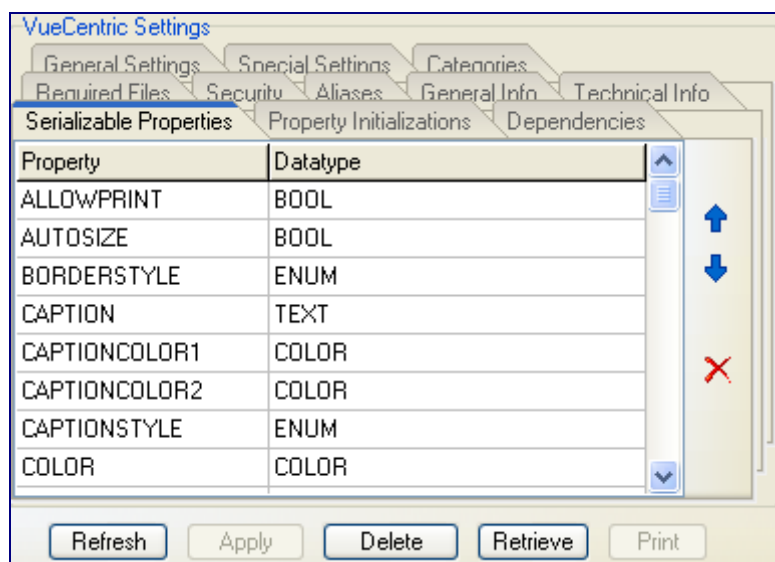 VueCentric Settings
General Settings Special Settings Categories
Required Files Security Aliases General Info Technical Info
Serializable Properties Property Initializations Dependencies
Property Datatype
ALLOWPRINT BOOL
AUTOSIZE BOOL
BORDERSTYLE ENUM
CAPTION TEXT
CAPTIONCOLOR1 COLOR
CAPTIONCOLOR2 COLOR
CAPTIONSTYLE ENUM
COLOR COLOR
Refresh Apply Delete Retrieve Print